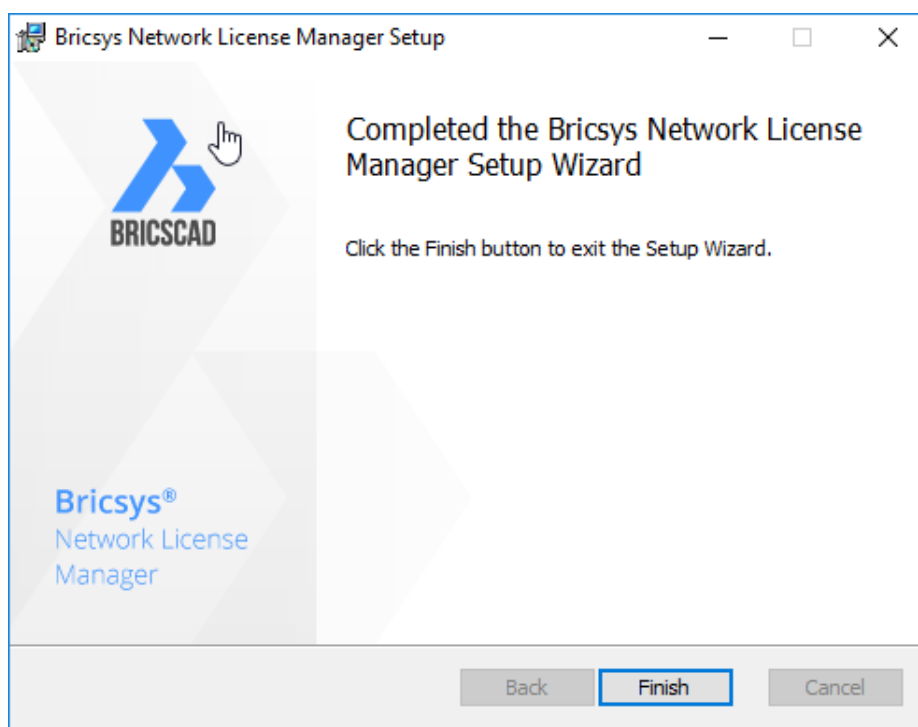 Bricsys Network License Manager Setup
Completed the Bricsys Network License
Manager Setup Wizard
BRICSCAD
Click the Finish button to exit the Setup Wizard.
Bricsys®
Network License
Manager
Back
Finish
Cancel